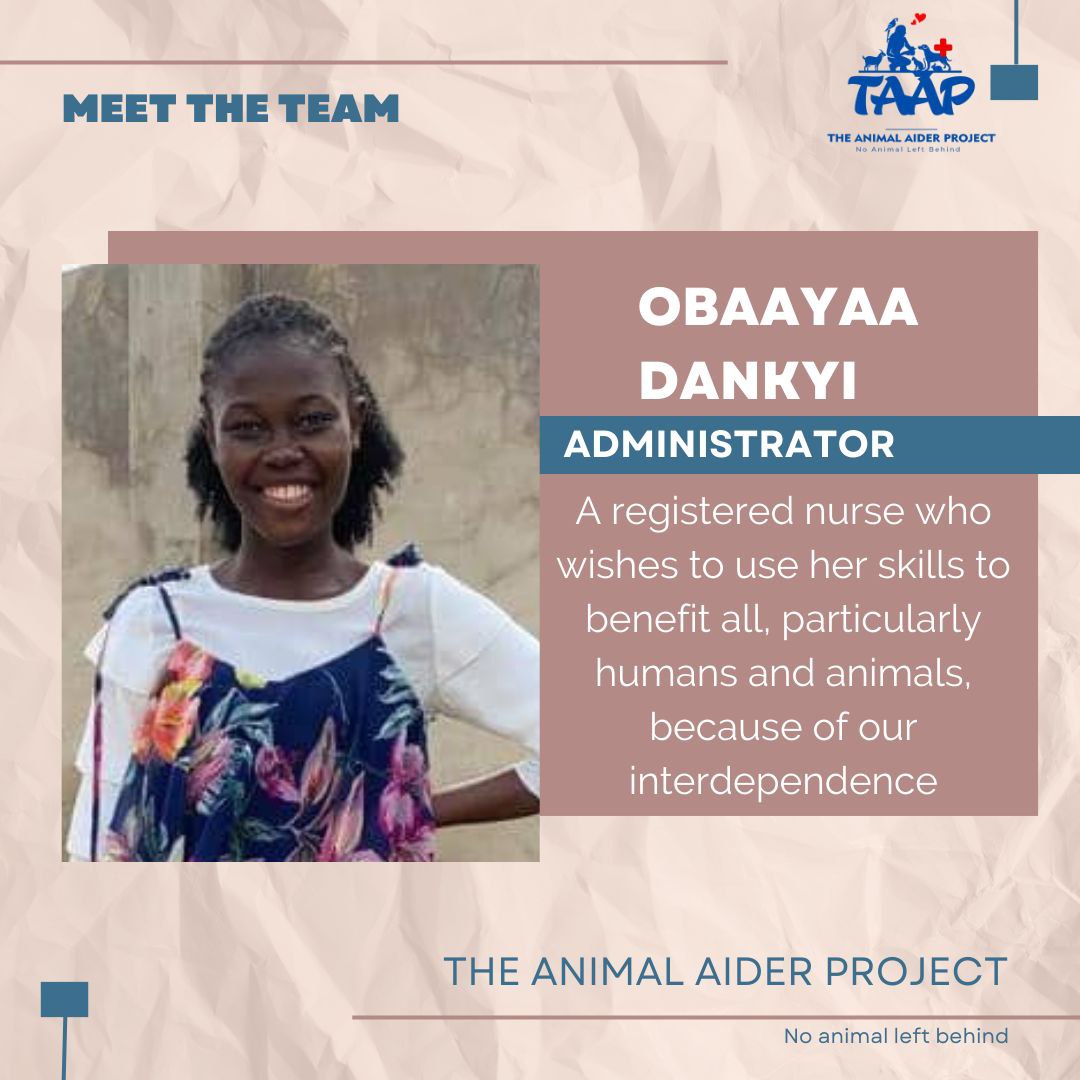 MEET THE TEAM
TAAP
THE ANIMAL AIDER PROJECT
No Animal Left Behind
OBAAYAA
DANKYI
ADMINISTRATOR
A registered nurse who
wishes to use her skills to
benefit all, particularly
humans and animals,
because of our
interdependence
THE ANIMAL AIDER PROJECT
No animal left behind